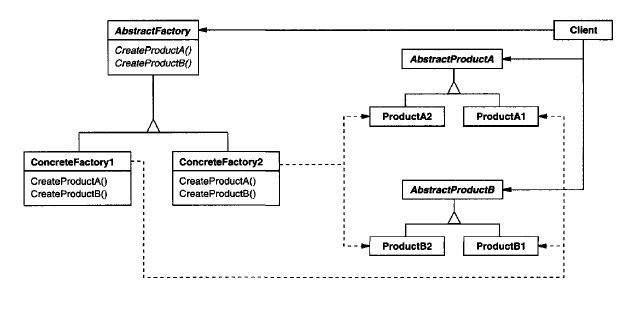 AbstractFactory
CreateProductA()
CreateProductB()
Client
AbstractProductA
ProductA2
ProductA1
ConcreteFactory1
CreateProductA()
CreateProductB()
ConcreteFactory2
CreateProductA()
CreateProductB()
AbstractProductB
ProductB2
ProductB1